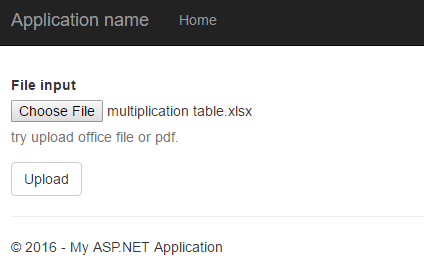 Application name Home
File input
Choose File multiplication table.xlsx
try upload office file or pdf.
Upload
© 2016 - My ASP.NET Application